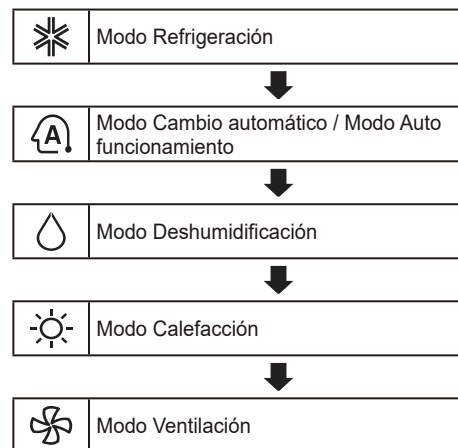 Modo Refrigeración
A
Modo Cambio automático / Modo Auto
funcionamiento
Modo Deshumidificación
Modo Calefacción
Modo Ventilación